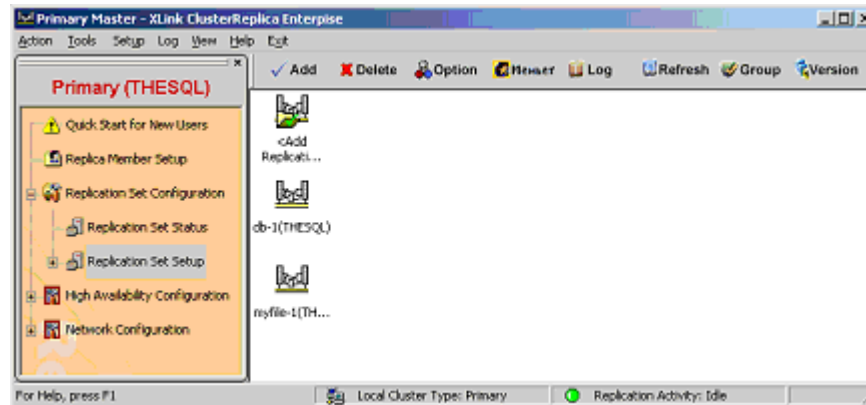 Primary Master - XLink ClusterReplica Enterpise
Action Tools Setup Log View Help Exit
Add Delete Option Member Log Refresh Group Version
Primary (THESQL)
Quick Start for New Users
Replica Member Setup
Replication Set Configuration
Replication Set Status
Replication Set Setup
High Availability Configuration
Network Configuration
<Add
Replicati...
db-1(THESQL)
myfile-1(TH...
For Help, press F1
Local Cluster Type: Primary
Replication Activity: Idle